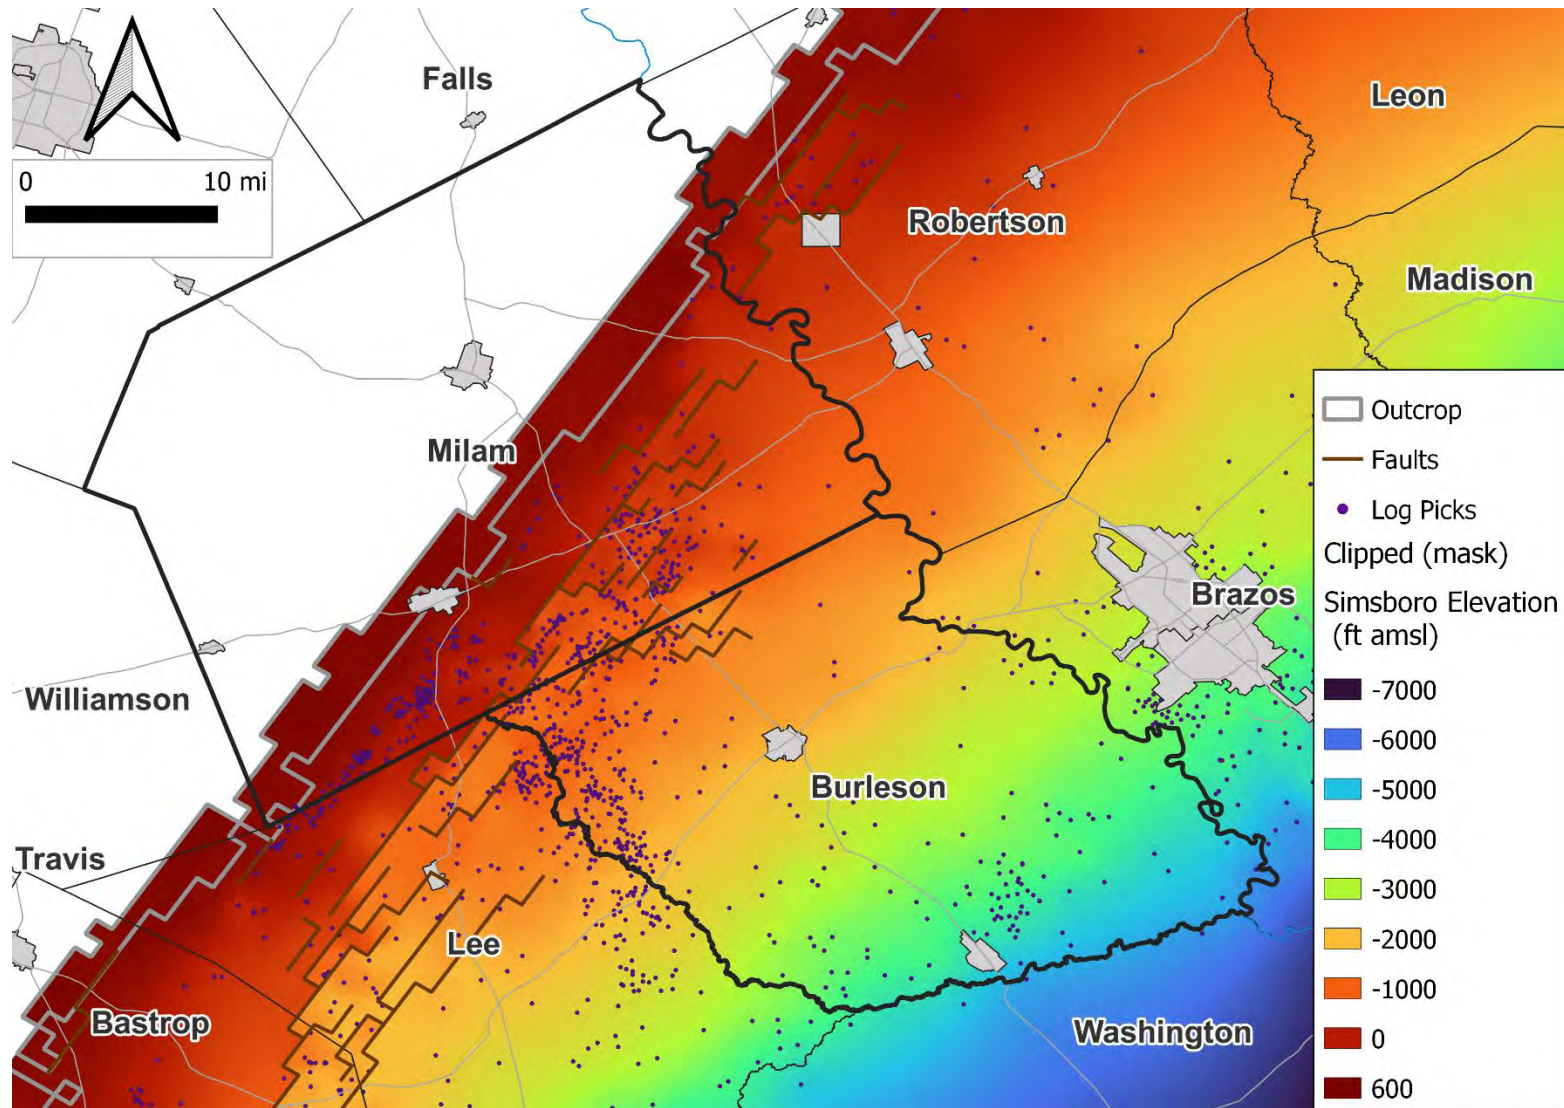 Falls
Leon
0 10 mi
Robertson
Madison
Outcrop
Milam
Faults
Log Picks
Clipped (mask)
Brazos
Simsboro Elevation
(ft amsl)
Williamson
-7000
-6000
Burleson
-5000
-4000
Travis
-3000
Lee
-2000
-1000
Bastrop
Washington
0
600